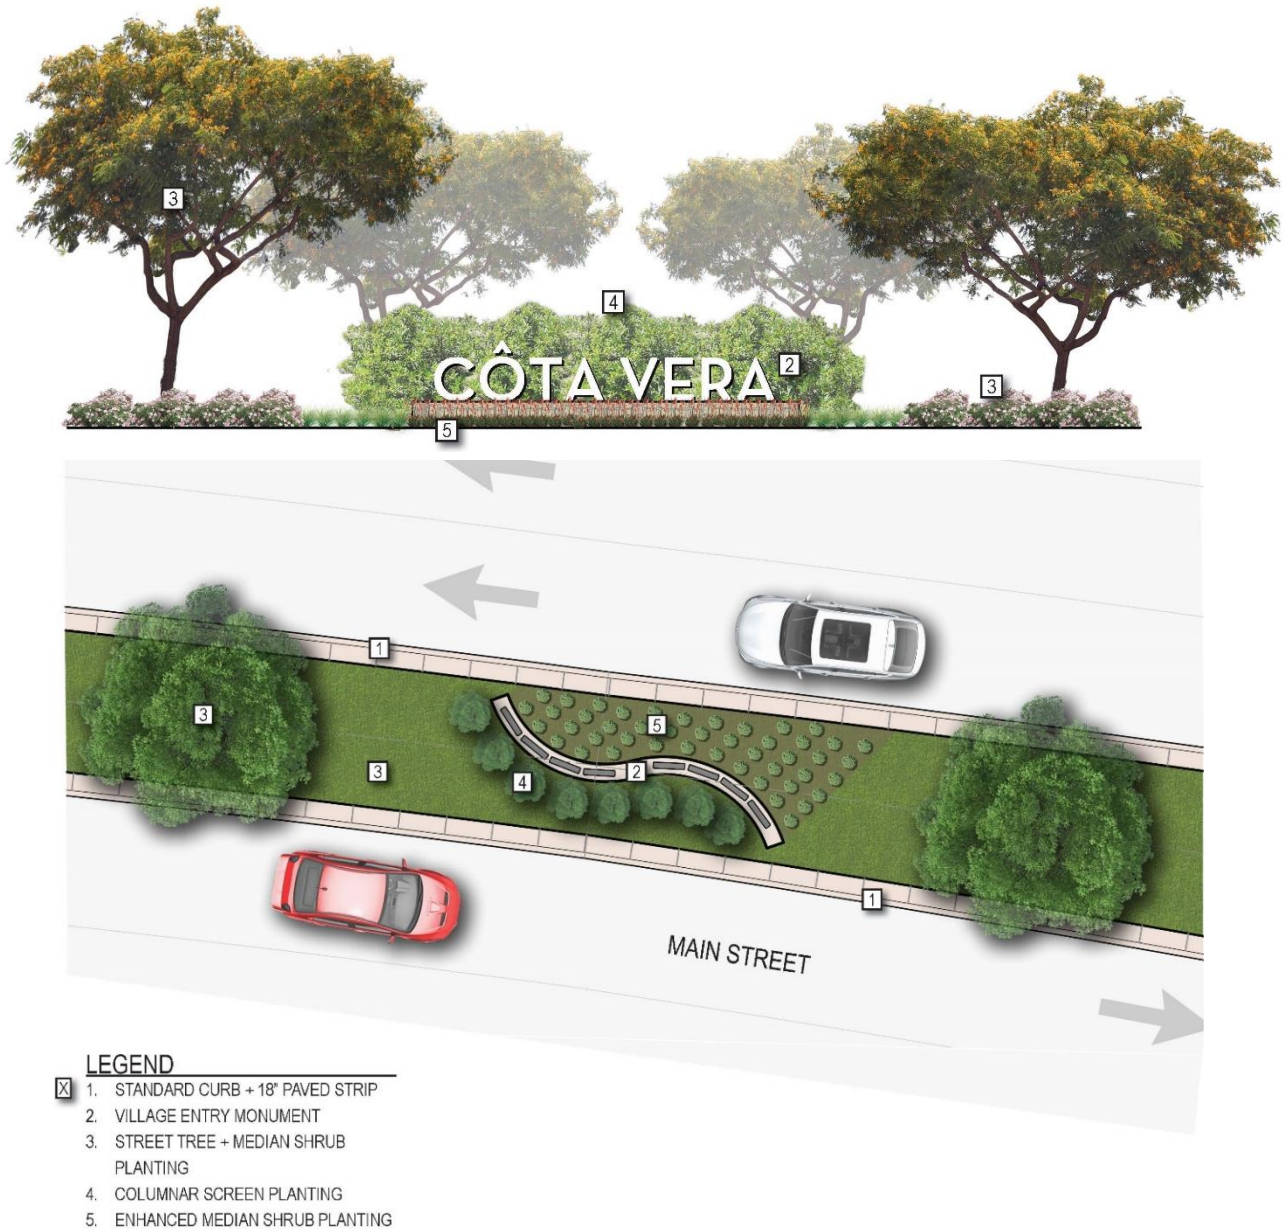 3
4
CÔTA VERA
2
3
5
1
3
5
3
2
4
1
MAIN STREET
LEGEND
X 1. STANDARD CURB + 18" PAVED STRIP
2. VILLAGE ENTRY MONUMENT
3. STREET TREE + MEDIAN SHRUB
PLANTING
4. COLUMNAR SCREEN PLANTING
5. ENHANCED MEDIAN SHRUB PLANTING